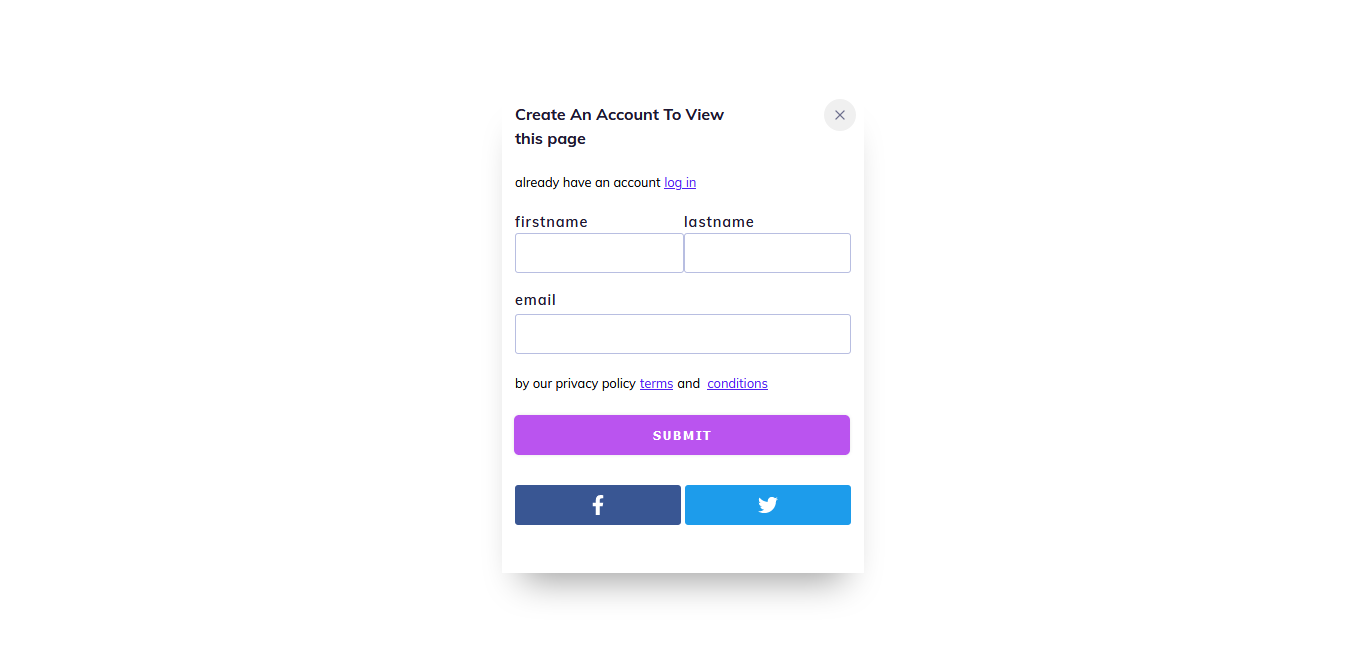 Create An Account To View
this page
already have an account log in
firstname lastname
email
by our privacy policy terms and conditions
SUBMIT